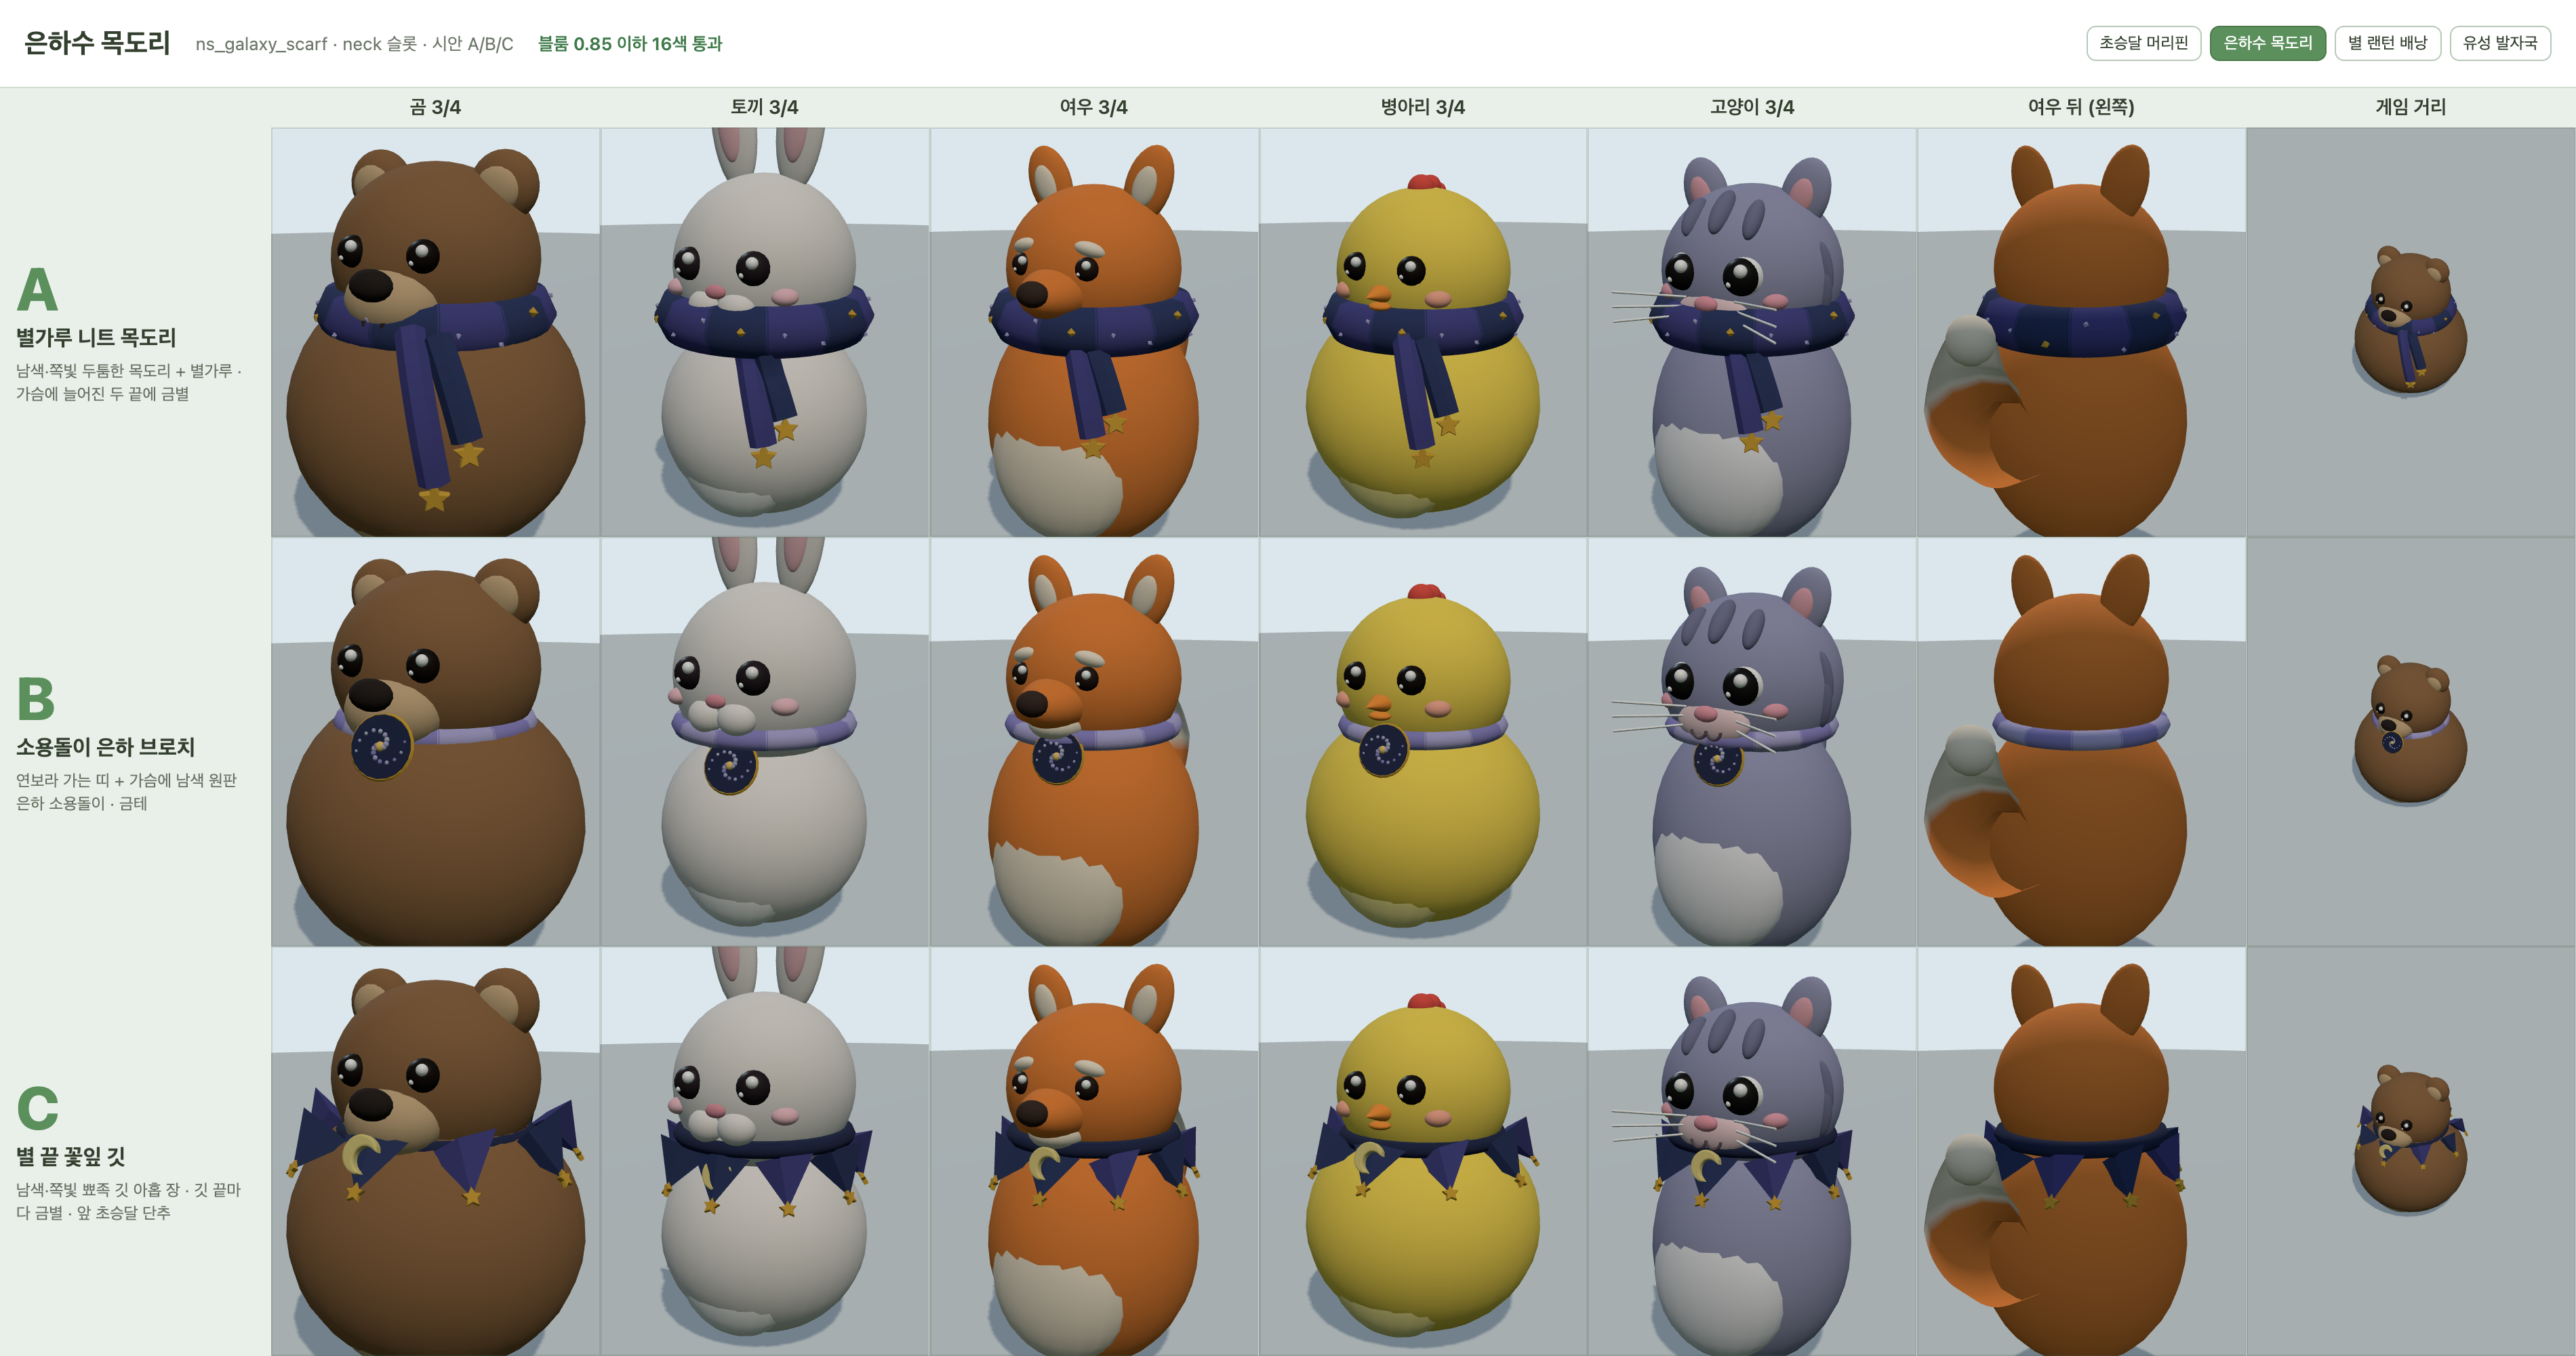 은하수 목도리 ns_galaxy_scarf · neck 슬롯 · 시안 A/B/C 블룸 0.85 이하 16색 통과
초승달 머리핀 은하수 목도리 별 랜턴 배낭 유성 발자국
곰 3/4 토끼 3/4 여우 3/4 병아리 3/4 고양이 3/4 여우 뒤 (왼쪽) 게임 거리
A
별가루 니트 목도리
남색·쪽빛 두툼한 목도리 + 별가루 ·
가슴에 늘어진 두 끝에 금별
B
소용돌이 은하 브로치
연보라 가는 띠 + 가슴에 남색 원판
은하 소용돌이 · 금테
C
별 끝 꽃잎 깃
남색·쪽빛 뾰족 깃 아홉 장 · 깃 끝마
다 금별 · 앞 초승달 단추